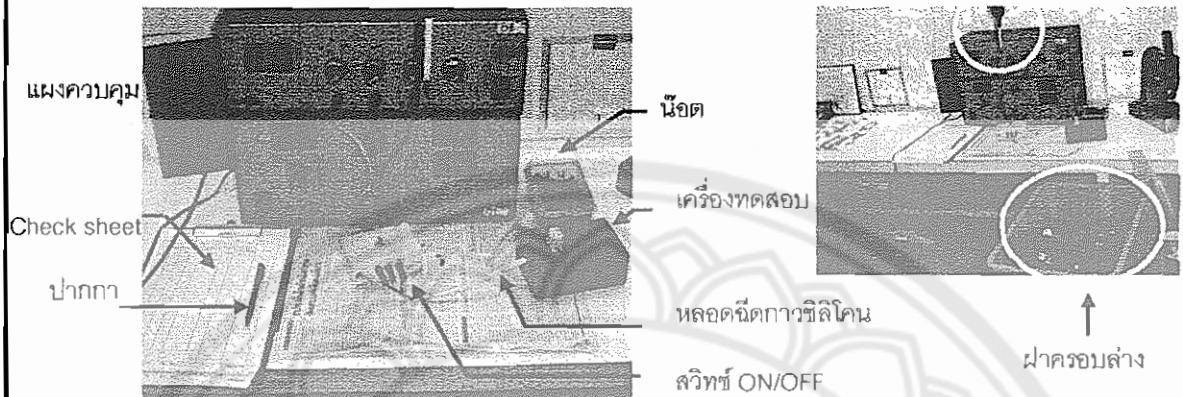 แผงควบคุม
น๊อต
Check sheet
เครื่องทดสอบ
ปากกา
หลอดฉีดกาวซิลิโคน
สวิทซ์ ON/OFF
ฝาครอบล่าง